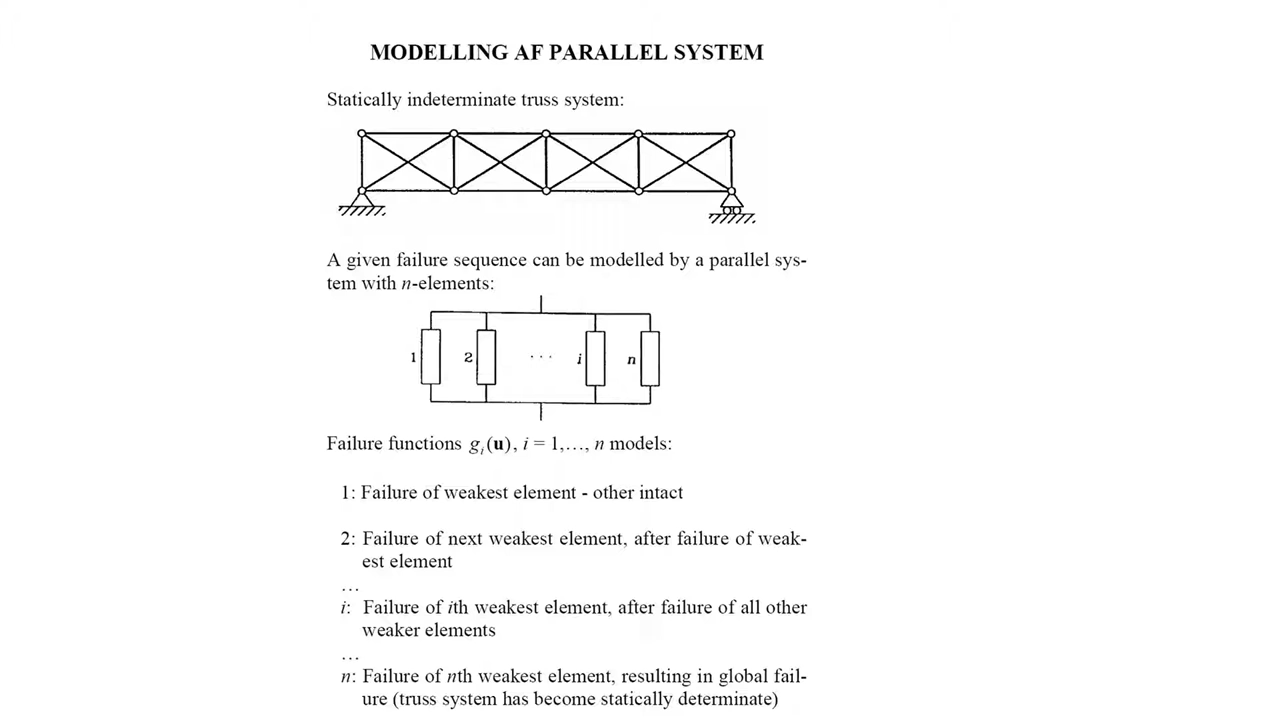 MODELLING AF PARALLEL SYSTEM
Statically indeterminate truss system:
A given failure sequence can be modelled by a parallel sys-
tem with n-elements:
1 2 ... i n
Failure functions gᵢ(u), i = 1,…, n models:
1: Failure of weakest element - other intact
2: Failure of next weakest element, after failure of weak-
est element
…
i: Failure of ith weakest element, after failure of all other
weaker elements
…
n: Failure of nth weakest element, resulting in global fail-
ure (truss system has become statically determinate)